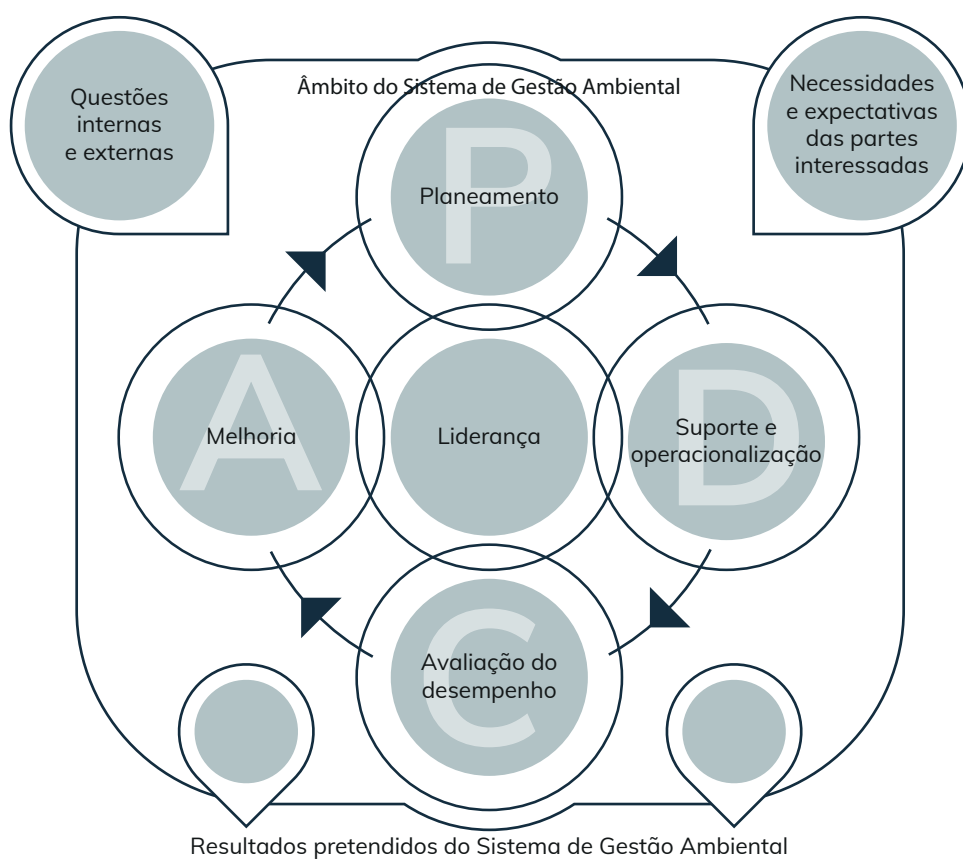 Âmbito do Sistema de Gestão Ambiental
Questões
internas
e externas
Necessidades
e expectativas
das partes
interessadas
P
Planeamento
A
Melhoria
Liderança
D
Suporte e
operacionalização
C
Avaliação do
desempenho
Resultados pretendidos do Sistema de Gestão Ambiental